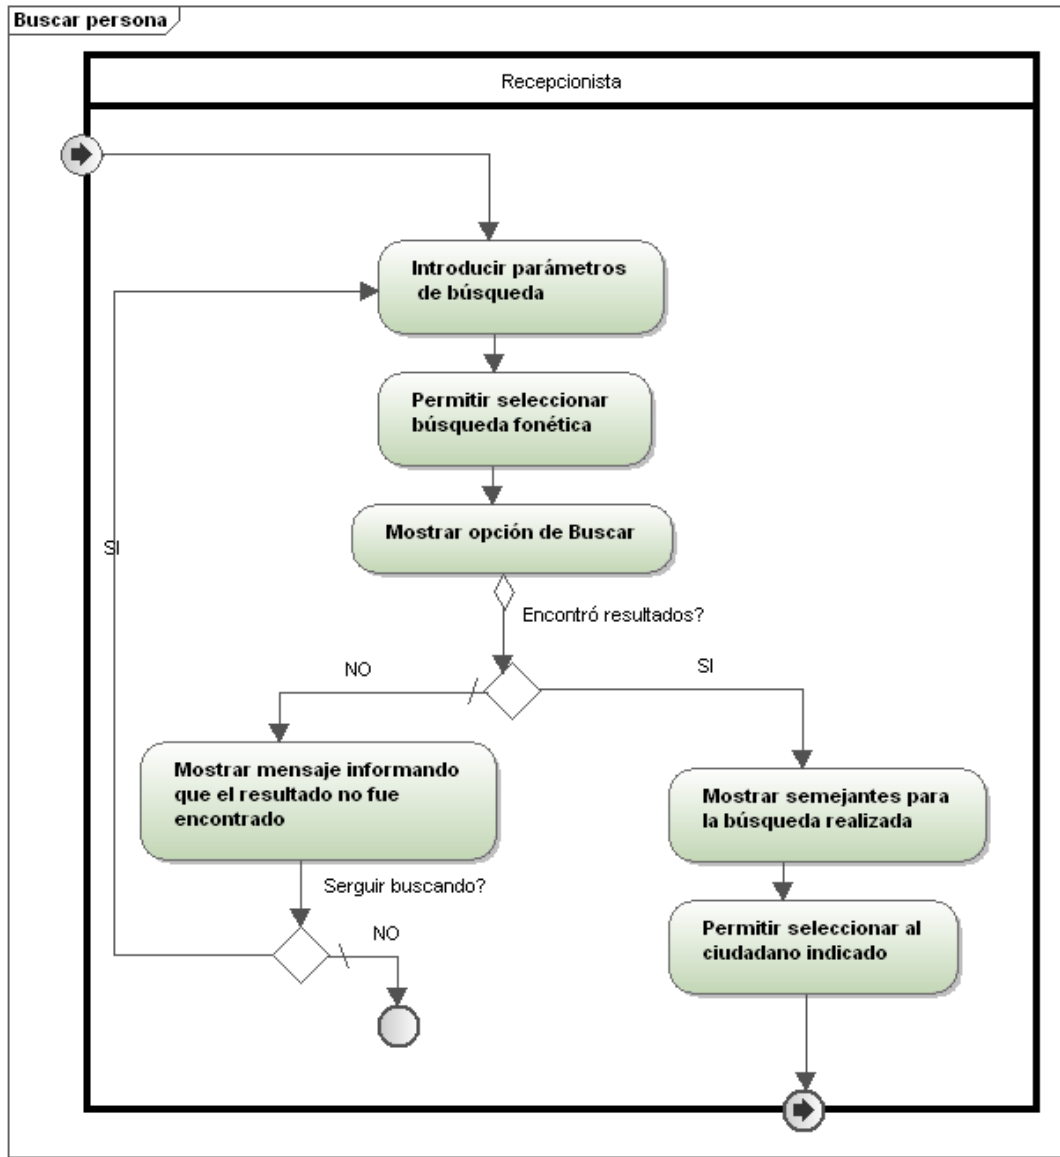 Buscar persona
Recepcionista
Introducir parámetros
de búsqueda
Permitir seleccionar
búsqueda fonética
Mostrar opción de Buscar
SI
Encontró resultados?
NO
SI
Mostrar mensaje informando
que el resultado no fue
encontrado
Mostrar semejantes para
la búsqueda realizada
Serguir buscando?
NO
Permitir seleccionar al
ciudadano indicado